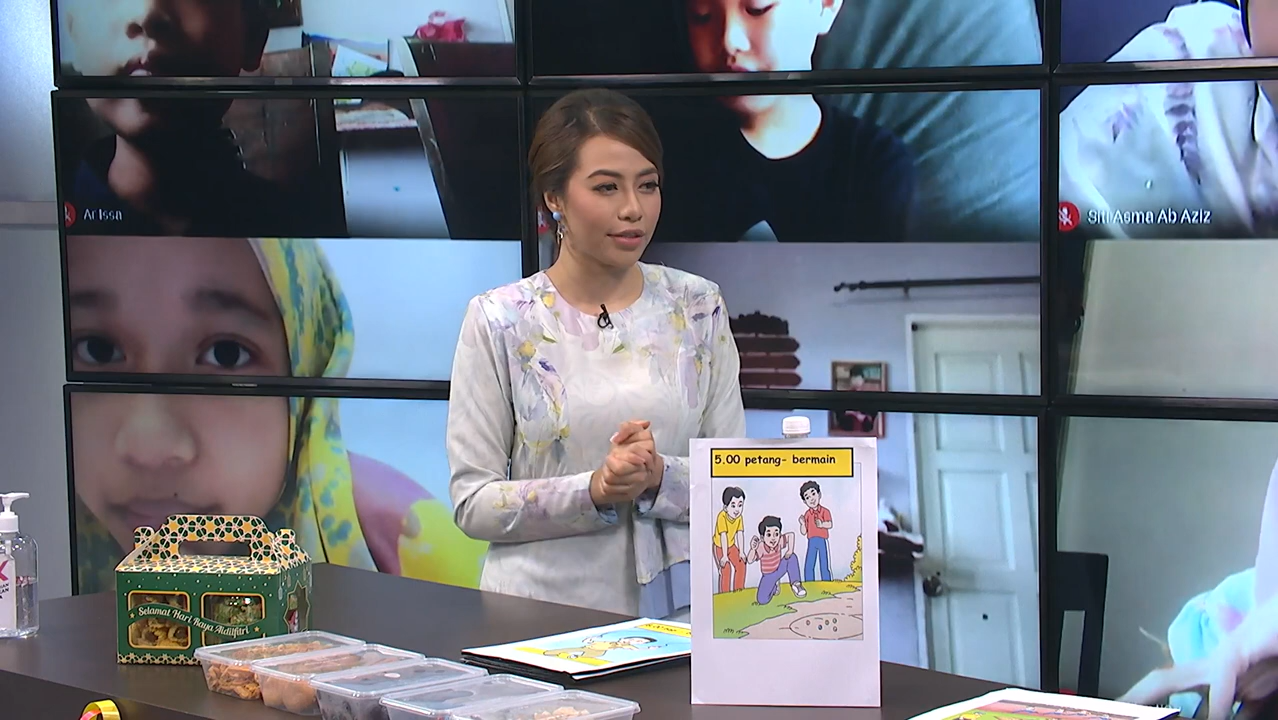 Ar Issa
Siti Asma Ab Aziz
5.00 petang- bermain
Selamat Hari Raya Aidilfitri